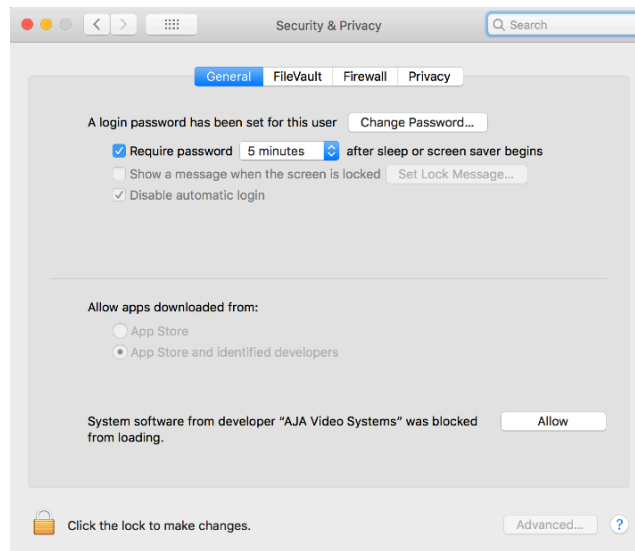 Security & Privacy
Search
General FileVault Firewall Privacy
A login password has been set for this user Change Password...
Require password 5 minutes after sleep or screen saver begins
Show a message when the screen is locked Set Lock Message...
Disable automatic login
Allow apps downloaded from:
App Store
App Store and identified developers
System software from developer “AJA Video Systems” was blocked Allow
from loading.
Click the lock to make changes. Advanced... ?